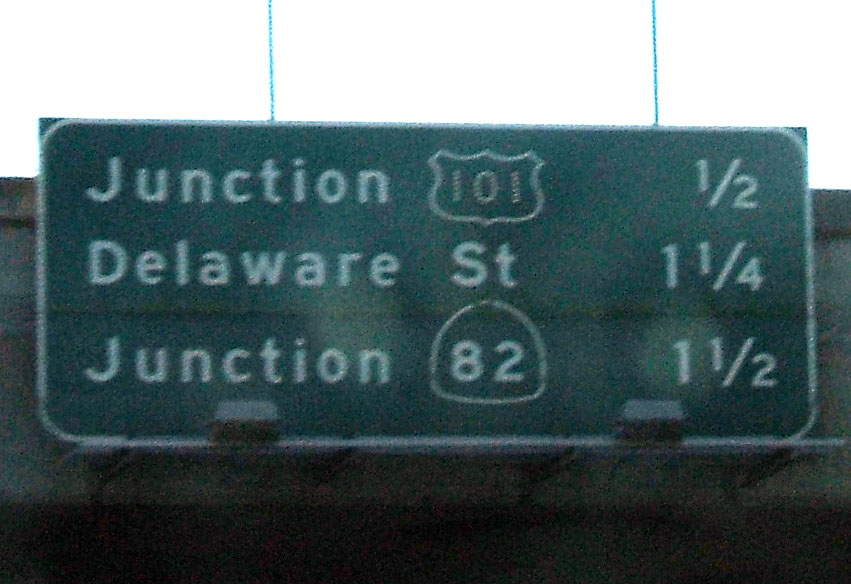 Junction 101 ½
Delaware St 1¼
Junction 82 1½